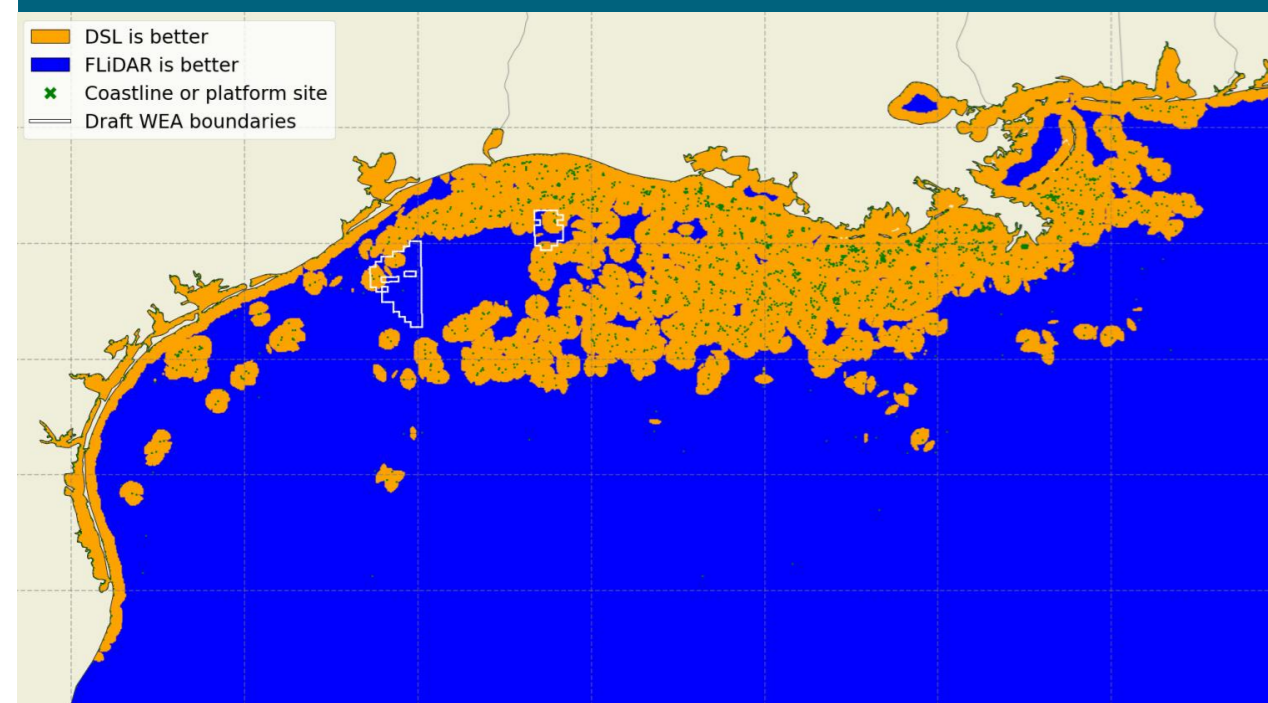 DSL is better
FLiDAR is better
Coastline or platform site
Draft WEA boundaries